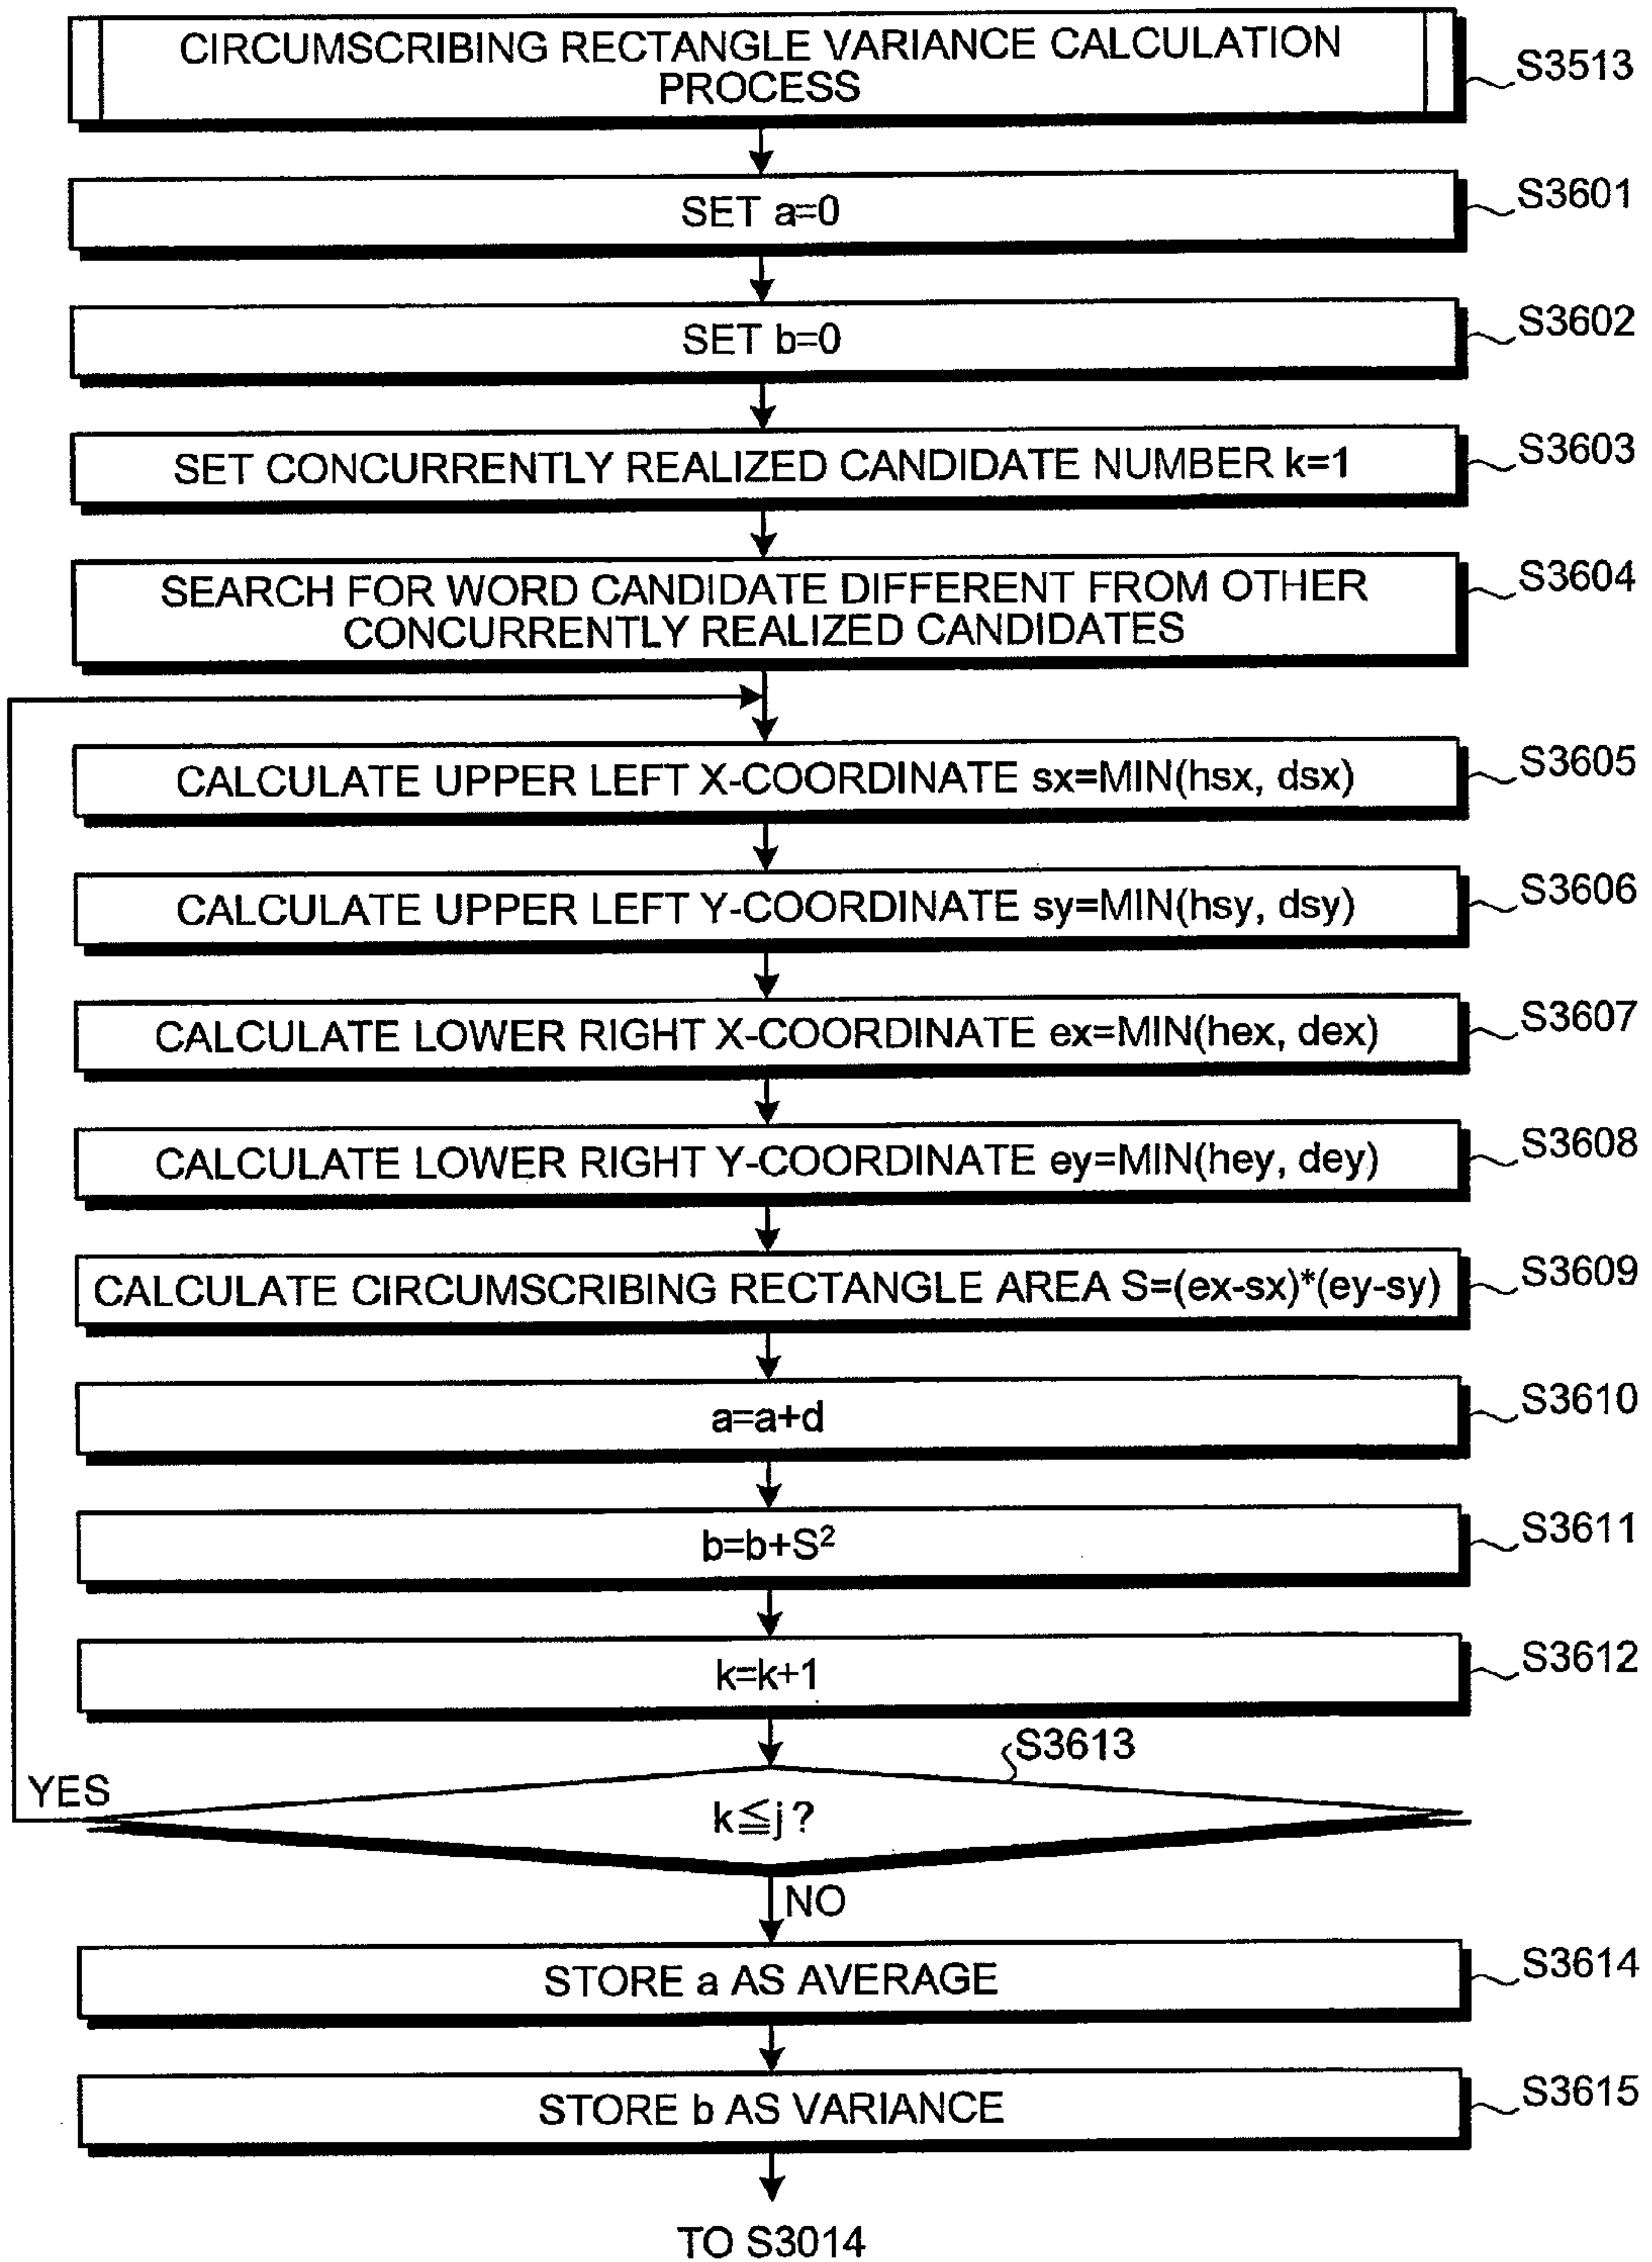 CIRCUMSCRIBING RECTANGLE VARIANCE CALCULATION
PROCESS
S3513
SET a=0
S3601
SET b=0
S3602
SET CONCURRENTLY REALIZED CANDIDATE NUMBER k=1
S3603
SEARCH FOR WORD CANDIDATE DIFFERENT FROM OTHER
CONCURRENTLY REALIZED CANDIDATES
S3604
CALCULATE UPPER LEFT X-COORDINATE sx=MIN(hsx, dsx)
S3605
CALCULATE UPPER LEFT Y-COORDINATE sy=MIN(hsy, dsy)
S3606
CALCULATE LOWER RIGHT X-COORDINATE ex=MIN(hex, dex)
S3607
CALCULATE LOWER RIGHT Y-COORDINATE ey=MIN(hey, dey)
S3608
CALCULATE CIRCUMSCRIBING RECTANGLE AREA S=(ex-sx)*(ey-sy)
S3609
a=a+d
S3610
b=b+S²
S3611
k=k+1
S3612
S3613
YES
k≦j?
NO
STORE a AS AVERAGE
S3614
STORE b AS VARIANCE
S3615
TO S3014